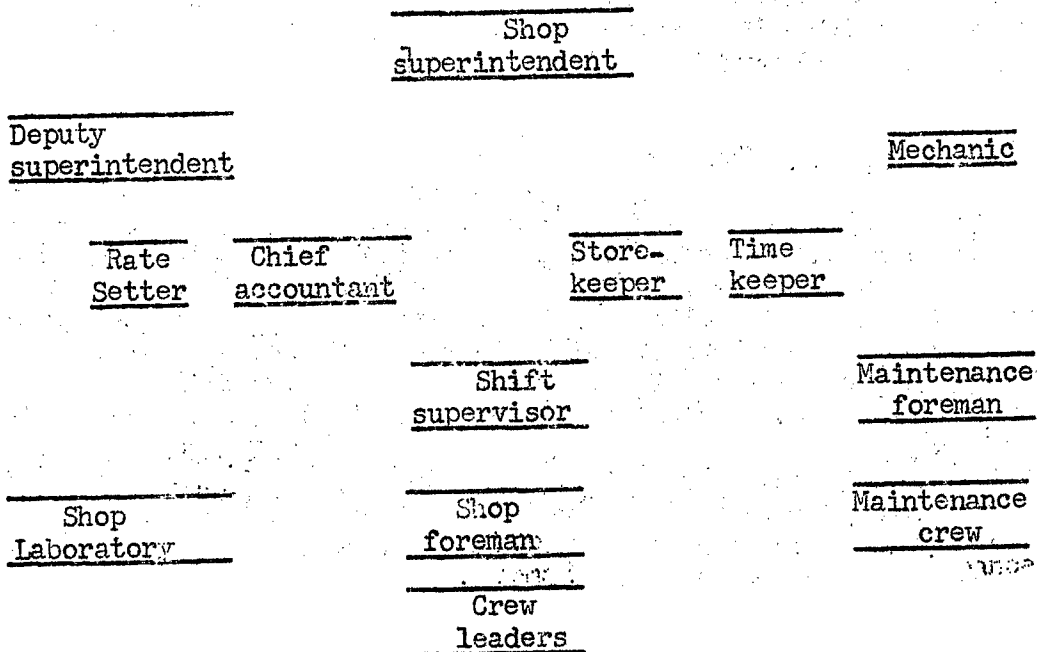 Shop
superintendent
Deputy
superintendent
Mechanic
Rate
Setter
Chief
accountant
Store-
keeper
Time
keeper
Shift
supervisor
Maintenance
foreman
Shop
Laboratory
Shop
foreman
Maintenance
crew
Crew
leaders